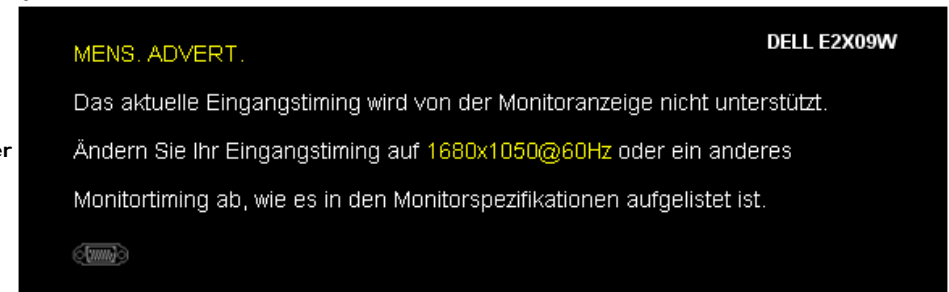 DELL E2X09W
MENS. ADVERT.
Das aktuelle Eingangstiming wird von der Monitoranzeige nicht unterstützt.
er
Ändern Sie Ihr Eingangstiming auf 1680x1050@60Hz oder ein anderes
Monitortiming ab, wie es in den Monitorspezifikationen aufgelistet ist.